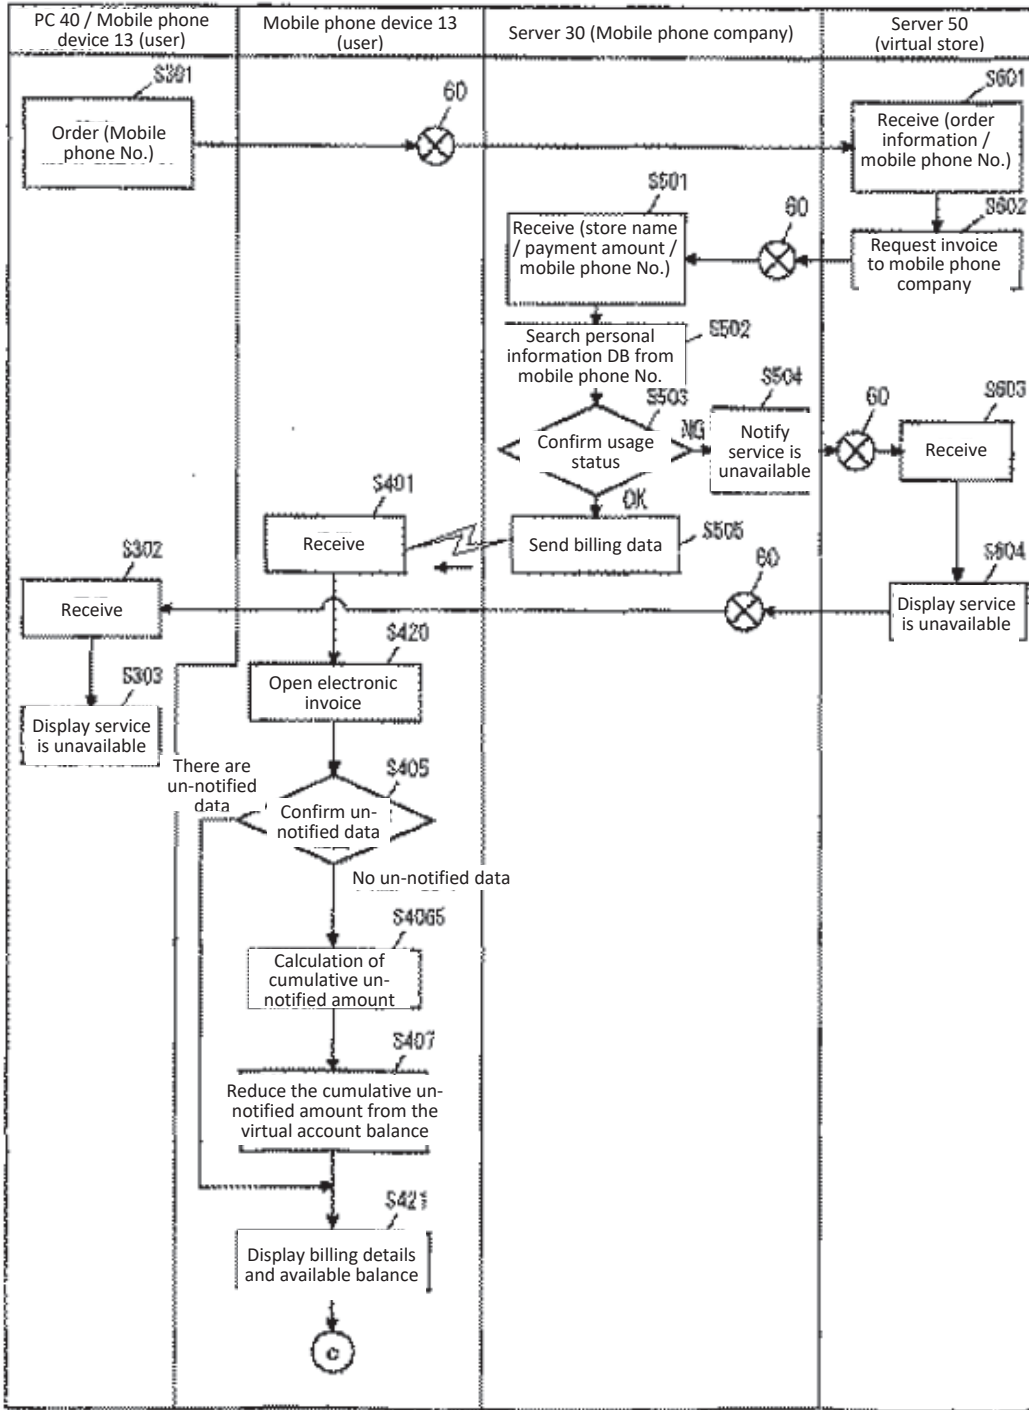 PC 40 / Mobile phone
device 13 (user)
Mobile phone device 13
(user)
Server 30 (Mobile phone company)
Server 50
(virtual store)
S301
Order (Mobile
phone No.)
60
S601
Receive (order
information /
mobile phone No.)
S501
Receive (store name
/ payment amount /
mobile phone No.)
60
S602
Request invoice
to mobile phone
company
S502
Search personal
information DB from
mobile phone No.
S503
Confirm usage
status
NG
S504
Notify
service is
unavailable
60
S603
Receive
OK
S401
Receive
Send billing data
S505
S302
Receive
60
S604
Display service
is unavailable
S303
Display service
is unavailable
S420
Open electronic
invoice
There are
un-notified
data
S405
Confirm un-
notified data
No un-notified data
S4065
Calculation of
cumulative un-
notified amount
S407
Reduce the cumulative un-
notified amount from the
virtual account balance
S421
Display billing details
and available balance
c